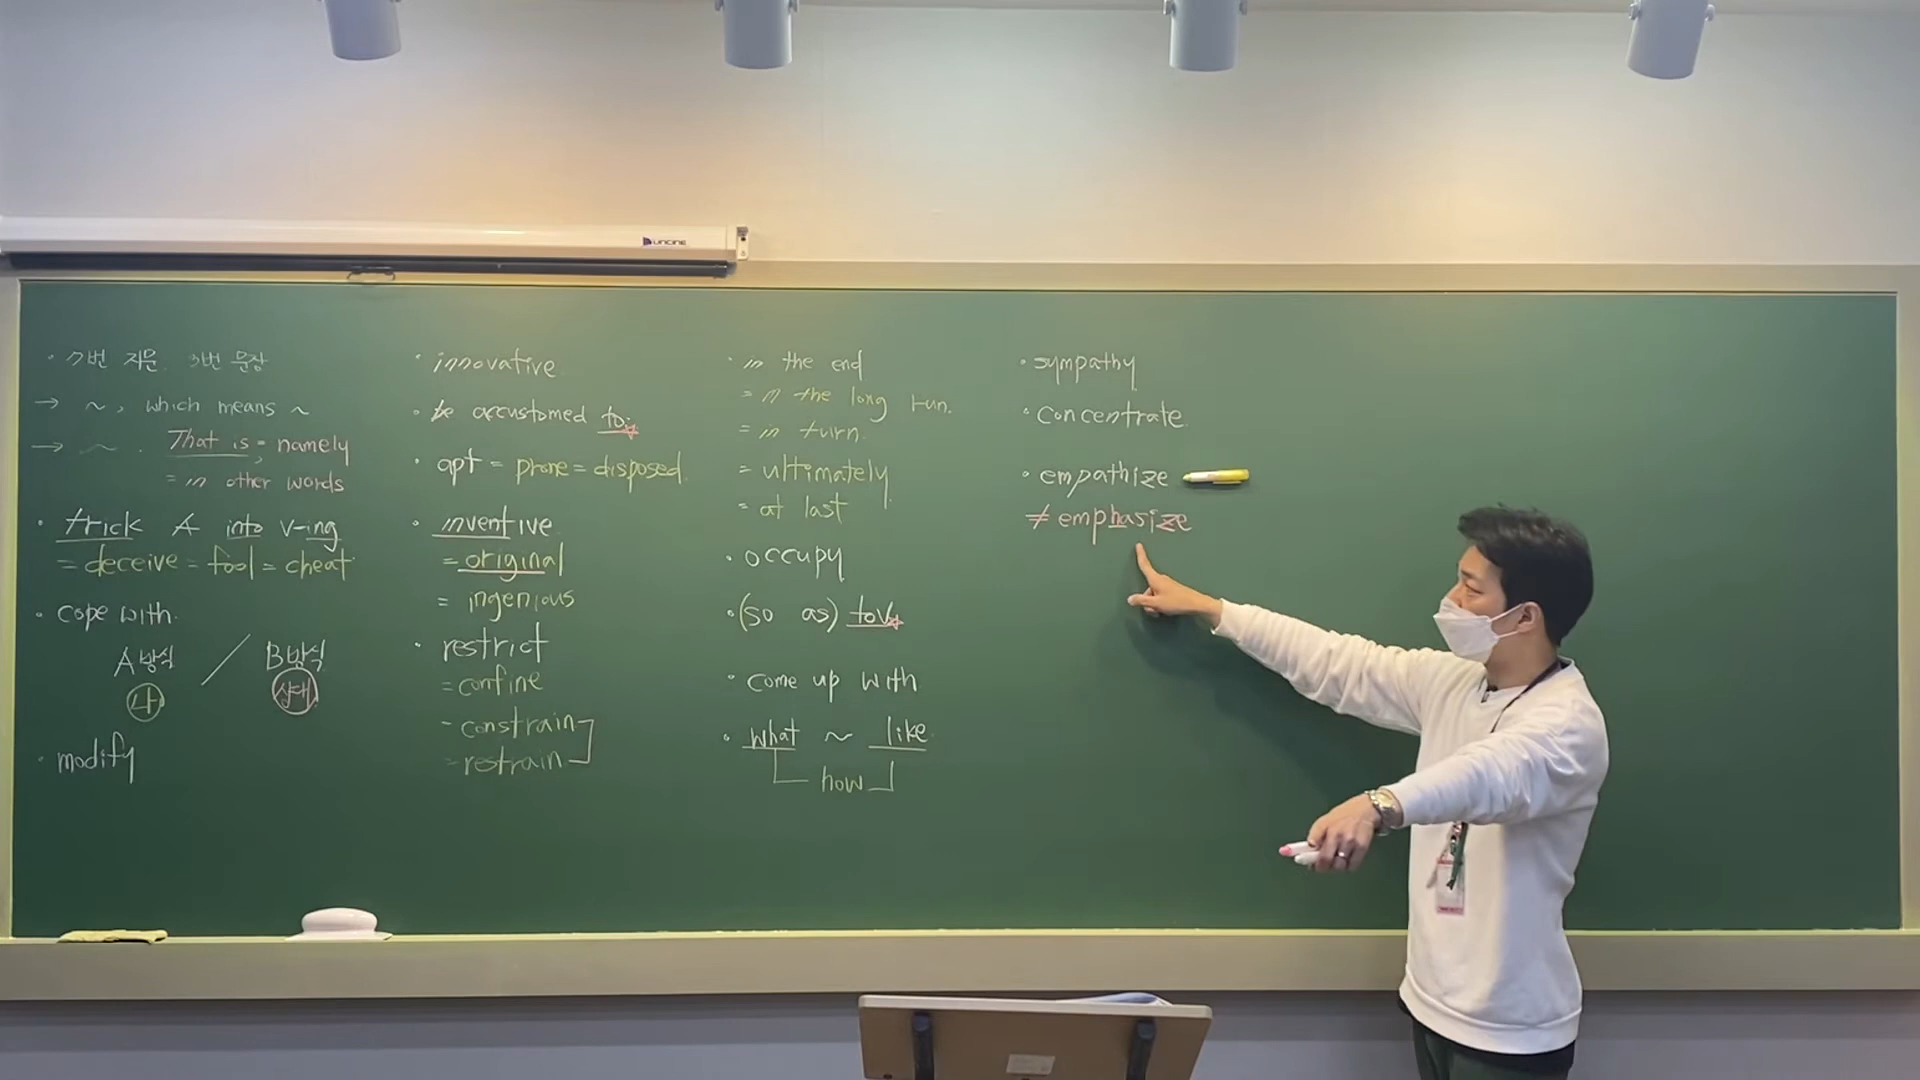 · 7번 지문. 3번 문장
→ ~, which means ~
→ ~. That is, = namely
= in other words
· trick A into v-ing
= deceive = fool = cheat
· cope with.
A방식 / B방식
나 상대
· modify
· innovative
· be accustomed to
· apt = prone = disposed.
· inventive
= original
= ingenious
· restrict
= confine
- constrain
= restrain
· in the end
= in the long run.
= in turn.
= ultimately
= at last
· occupy
· (so as) to V
· come up with
· what ~ like
how
· sympathy
· concentrate
· empathize
≠ emphasize
UNCINE